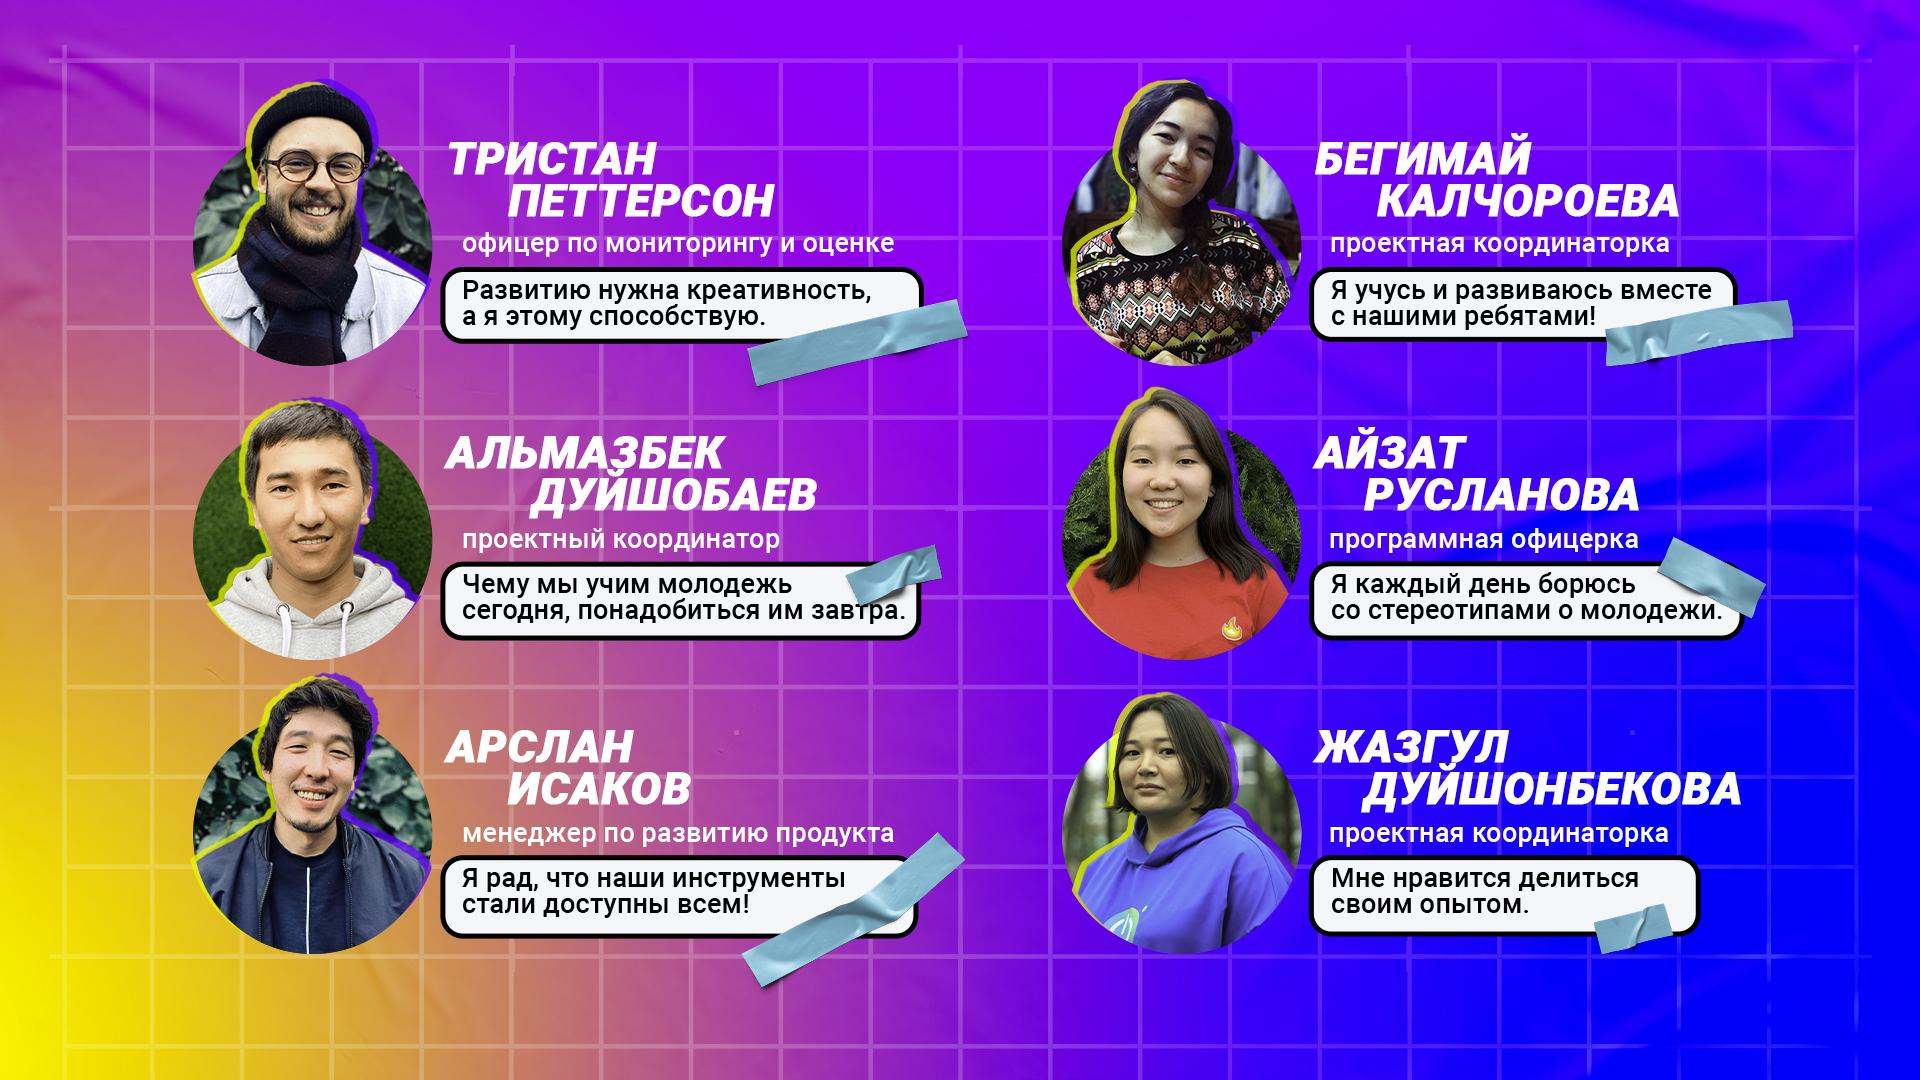 ТРИСТАН
ПЕТТЕРСОН
офицер по мониторингу и оценке
Развитию нужна креативность,
а я этому способствую.
БЕГИМАЙ
КАЛЧОРОЕВА
проектная координаторка
Я учусь и развиваюсь вместе
с нашими ребятами!
АЛЬМАЗБЕК
ДУЙШОБАЕВ
проектный координатор
Чему мы учим молодежь
сегодня, понадобиться им завтра.
АЙЗАТ
РУСЛАНОВА
программная офицерка
Я каждый день борюсь
со стереотипами о молодежи.
АРСЛАН
ИСАКОВ
менеджер по развитию продукта
Я рад, что наши инструменты
стали доступны всем!
ЖАЗГУЛ
ДУЙШОНБЕКОВА
проектная координаторка
Мне нравится делиться
своим опытом.